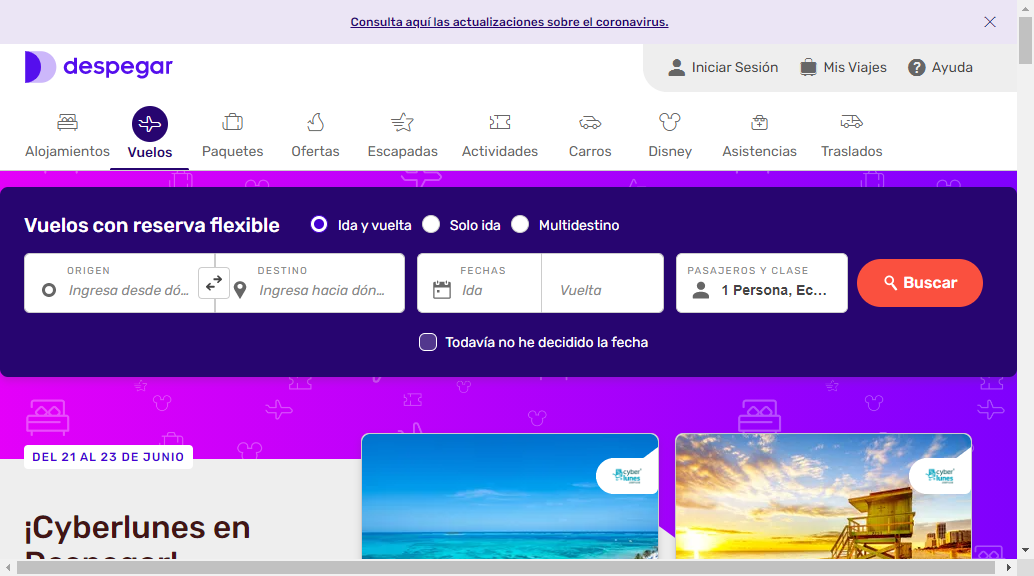 Consulta aquí las actualizaciones sobre el coronavirus.
despegar
Iniciar Sesión
Mis Viajes
Ayuda
Alojamientos
Vuelos
Paquetes
Ofertas
Escapadas
Actividades
Carros
Disney
Asistencias
Traslados
Vuelos con reserva flexible
Ida y vuelta
Solo ida
Multidestino
ORIGEN
Ingresa desde dó...
DESTINO
Ingresa hacia dón...
FECHAS
Ida
Vuelta
PASAJEROS Y CLASE
1 Persona, Ec...
Buscar
Todavía no he decidido la fecha
DEL 21 AL 23 DE JUNIO
cyber
lunes
cyber
lunes
¡Cyberlunes en
Despegar!